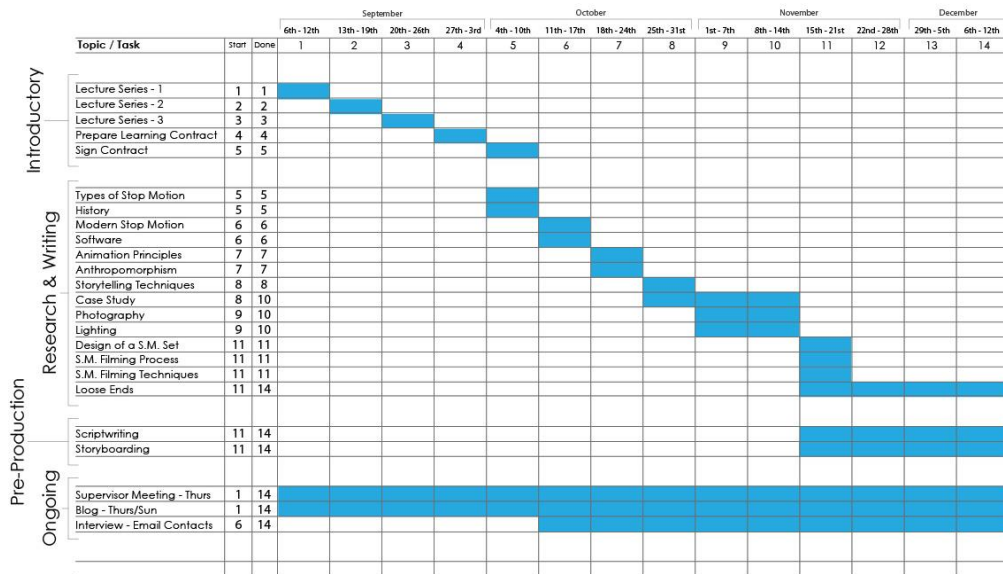 September October November December
6th - 12th 13th - 19th 20th - 26th 27th - 3rd 4th - 10th 11th - 17th 18th - 24th 25th - 31st 1st - 7th 8th - 14th 15th - 21st 22nd - 28th 29th - 5th 6th - 12th
Topic / Task Start Done 1 2 3 4 5 6 7 8 9 10 11 12 13 14
Introductory
Lecture Series - 1 1 1
Lecture Series - 2 2 2
Lecture Series - 3 3 3
Prepare Learning Contract 4 4
Sign Contract 5 5
Research & Writing
Types of Stop Motion 5 5
History 5 5
Modern Stop Motion 6 6
Software 6 6
Animation Principles 7 7
Anthropomorphism 7 7
Storytelling Techniques 8 8
Case Study 8 10
Photography 9 10
Lighting 9 10
Design of a S.M. Set 11 11
S.M. Filming Process 11 11
S.M. Filming Techniques 11 11
Loose Ends 11 14
Pre-Production
Scriptwriting 11 14
Storyboarding 11 14
Ongoing
Supervisor Meeting - Thurs 1 14
Blog - Thurs/Sun 1 14
Interview - Email Contacts 6 14